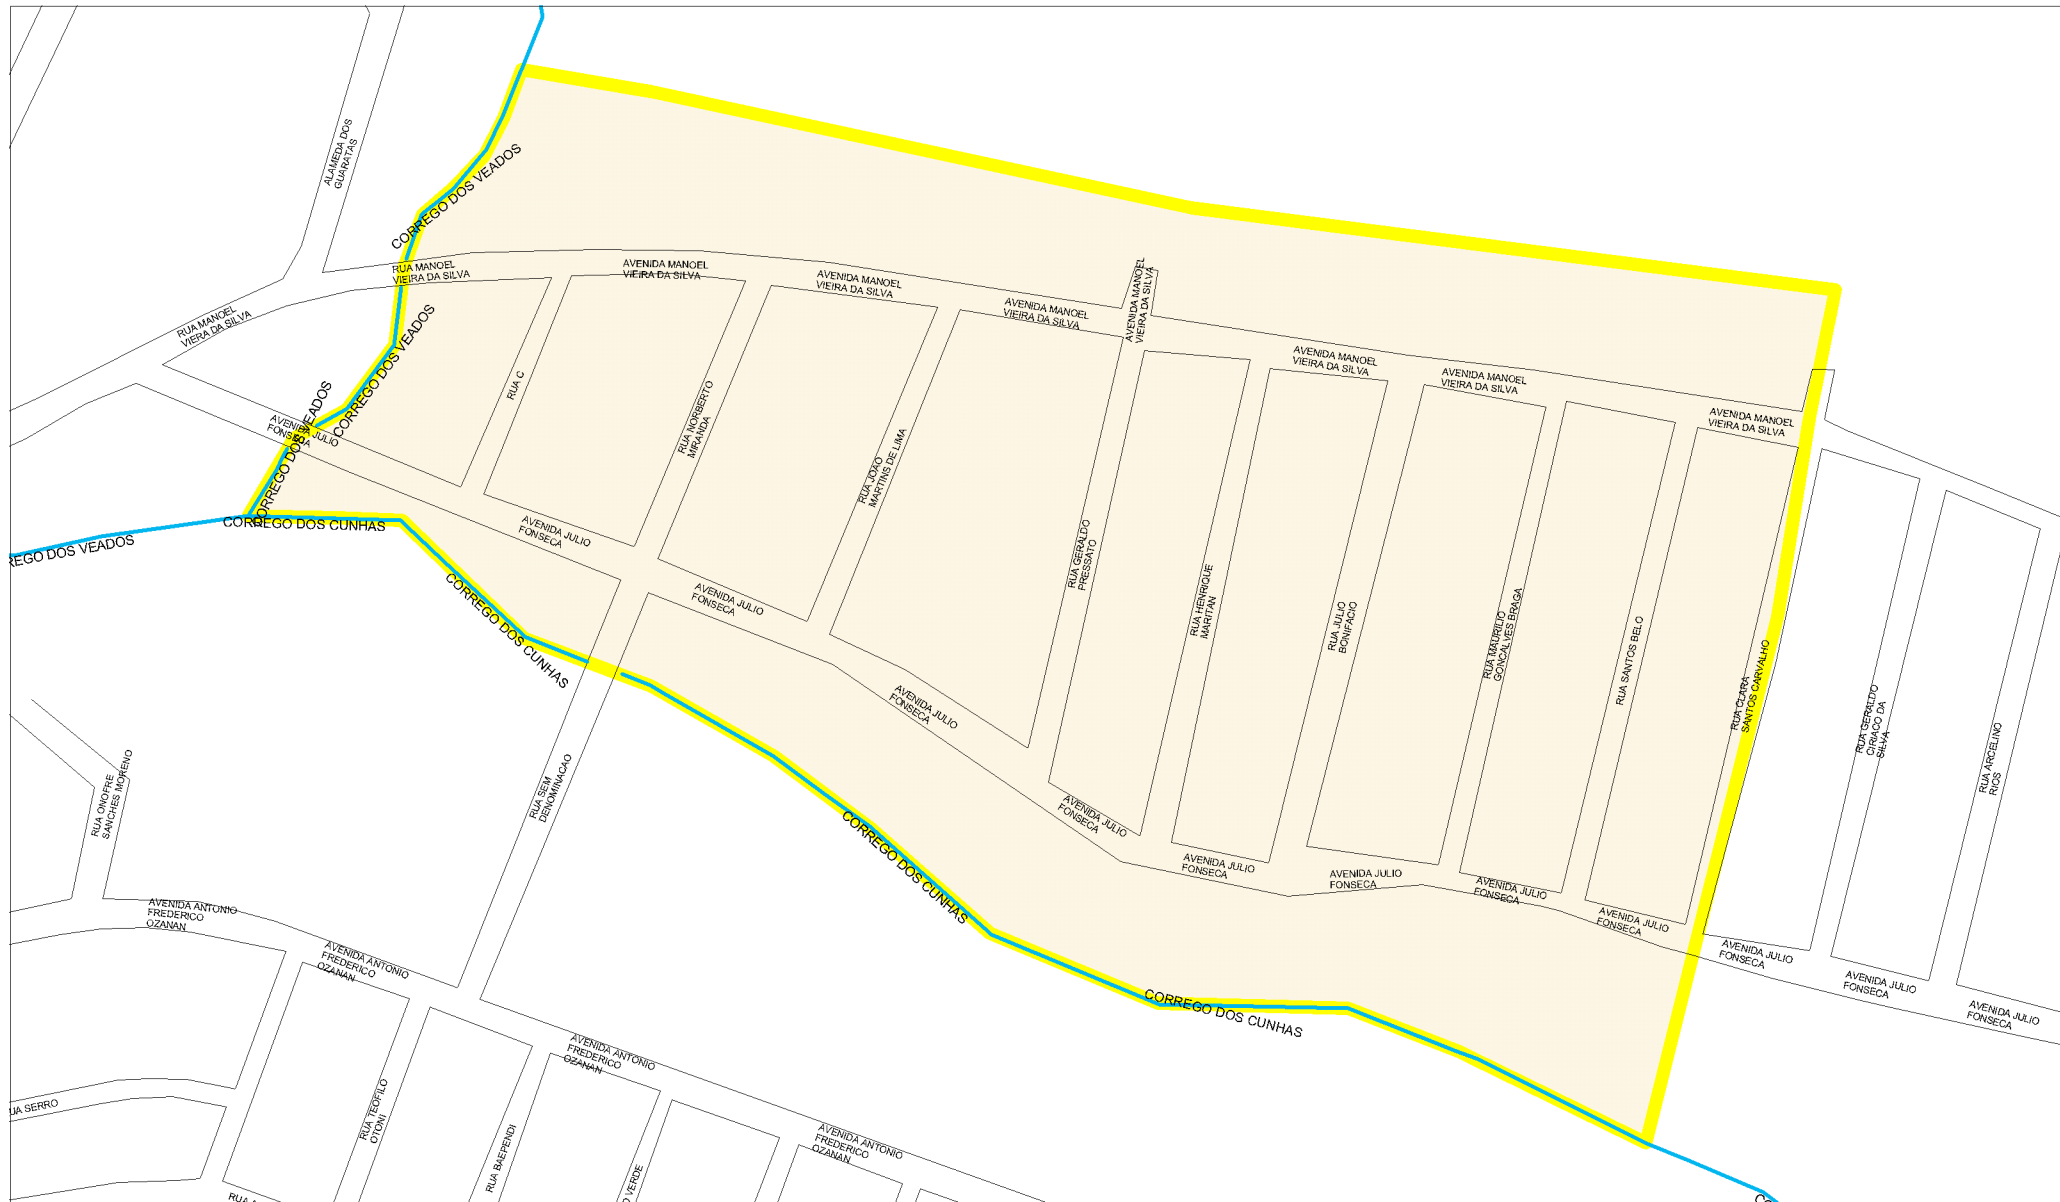 ALAMEDA DOS
GUARATAS
CORREGO DOS VEADOS
RUA MANOEL
VIEIRA DA SILVA
AVENIDA MANOEL
VIEIRA DA SILVA
AVENIDA MANOEL
VIEIRA DA SILVA
AVENIDA MANOEL
VIEIRA DA SILVA
AVENIDA MANOEL
VIEIRA DA SILVA
RUA MANOEL
VIERA DA SILVA
CORREGO DOS VEADOS
AVENIDA MANOEL
VIEIRA DA SILVA
AVENIDA MANOEL
VIEIRA DA SILVA
AVENIDA MANOEL
VIEIRA DA SILVA
RUA C
RUA NORBERTO
MIRANDA
AVENIDA JULIO
FONSECA
CORREGO DOS VEADOS
RUA JOAO
MARTINS DE LIMA
CORREGO DOS CUNHAS
REGO DOS VEADOS
AVENIDA JULIO
FONSECA
RUA GERALDO
PRESSATO
RUA HENRIQUE
MARITAN
RUA JULIO
BONIFACIO
RUA MAURILIO
GONCALVES BRAGA
RUA SANTOS BELO
RUA CLARA
SANTOS CARVALHO
RUA GERALDO
CIRIACO DA
SILVA
RUA ARCELINO
RIOS
CORREGO DOS CUNHAS
AVENIDA JULIO
FONSECA
AVENIDA JULIO
FONSECA
RUA ONOFRE
SANCHES MORENO
RUA SEM
DENOMINACAO
AVENIDA JULIO
FONSECA
CORREGO DOS CUNHAS
AVENIDA JULIO
FONSECA
AVENIDA JULIO
FONSECA
AVENIDA JULIO
FONSECA
AVENIDA JULIO
FONSECA
AVENIDA JULIO
FONSECA
AVENIDA JULIO
FONSECA
AVENIDA JULIO
FONSECA
AVENIDA ANTONIO
FREDERICO
OZANAN
AVENIDA ANTONIO
FREDERICO
OZANAN
CORREGO DOS CUNHAS
AVENIDA ANTONIO
FREDERICO
OZANAN
UA SERRO
RUA TEOFILO
OTONI
RUA BAEPENDI
AVENIDA ANTONIO
FREDERICO
OZANAN
O VERDE
RUA
CO